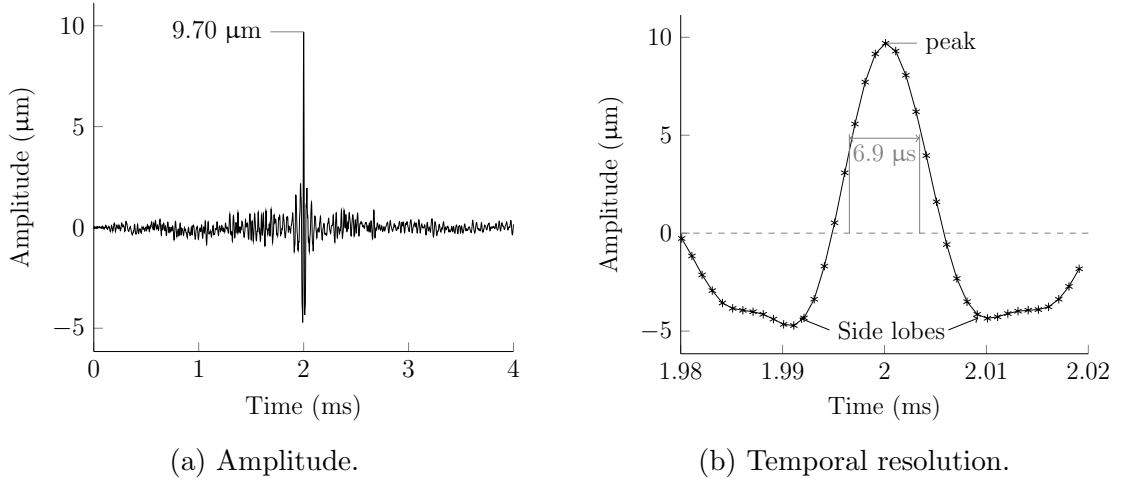 10
5
0
−5
0 1 2 3 4
Amplitude (µm)
Time (ms)
9.70 µm
(a) Amplitude.
10
5
0
−5
1.98 1.99 2 2.01 2.02
Amplitude (µm)
Time (ms)
peak
6.9 µs
Side lobes
(b) Temporal resolution.